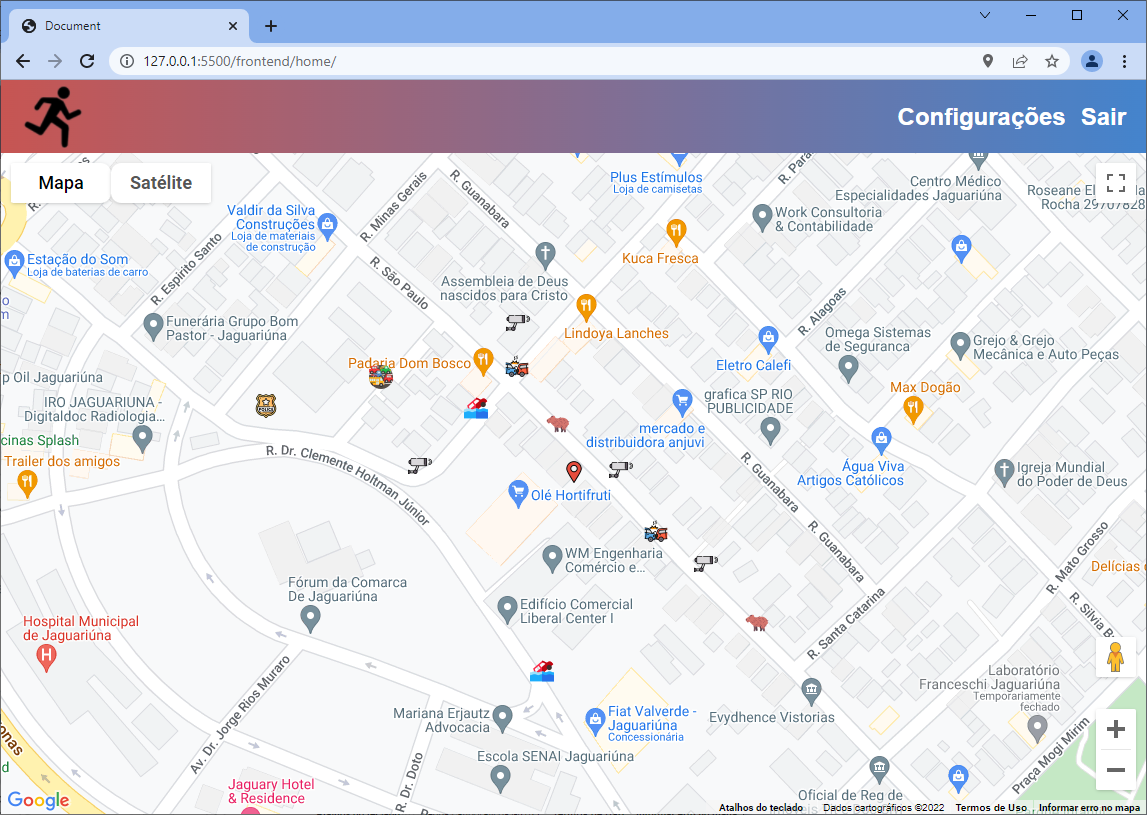 Document
127.0.0.1:5500/frontend/home/
Configurações Sair
Mapa
Satélite
Plus Estímulos
Loja de camisetas
Centro Médico
Especialidades Jaguariúna
Rocha 29707828
Valdir da Silva
Construções
Loja de materiais
de construção
R. Minas Gerais
R. Guanabara
Work Consultoria
& Contabilidade
Kuca Fresca
Estação do Som
Loja de baterias de carro
R. Espirito Santo
R. São Paulo
Assembleia de Deus
nascidos para Cristo
Lindoya Lanches
R. Alagoas
Funerária Grupo Bom
Pastor - Jaguariúna
Omega Sistemas
de Seguranca
Grejo & Grejo
Mecânica e Auto Peças
Padaria Dom Bosco
Eletro Calefi
p Oil Jaguariuna
Max Dogão
IRO JAGUARIUNA -
Digitaldoc Radiologia...
grafica SP RIO
PUBLICIDADE
mercado e
distribuidora anjuvi
cinas Splash
Trailer dos amigos
R. Dr. Clemente Holtman Júnior
Água Viva
Artigos Católicos
R. Guanabara
Igreja Mundial
do Poder de Deus
Olé Hortifruti
R. Guanabara
R. Mato Grosso
WM Engenharia
Comércio e...
Delícias
Fórum da Comarca
De Jaguariúna
Edifício Comercial
Liberal Center I
R. Santa Catarina
Hospital Municipal
de Jaguariúna
H
Av. Dr. Jorge Rios Muraro
Laboratório
Franceschi Jaguariúna
Temporariamente
fechado
Mariana Erjautz
Advocacia
Fiat Valverde -
Jaguariúna
Concessionária
Evydhence Vistorias
Escola SENAI Jaguariúna
R. Dr. Doto
Praça Mogi Mirim
Jaguary Hotel
& Residence
Oficial de Reg de
Google
Atalhos do teclado
Dados cartográficos ©2022
Termos de Uso
Informar erro no mapa